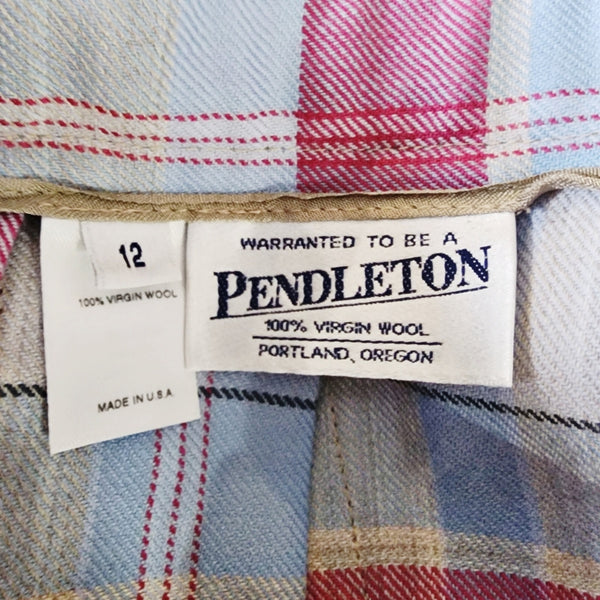 12
100% VIRGIN WOOL
MADE IN U.S.A.
WARRANTED TO BE A
PENDLETON
100% VIRGIN WOOL
PORTLAND, OREGON